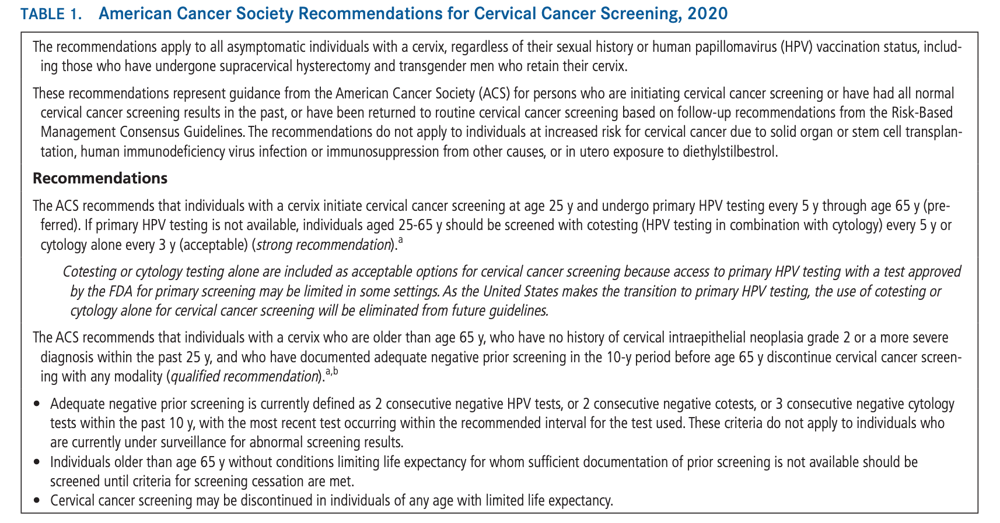 TABLE 1. American Cancer Society Recommendations for Cervical Cancer Screening, 2020
The recommendations apply to all asymptomatic individuals with a cervix, regardless of their sexual history or human papillomavirus (HPV) vaccination status, includ-
ing those who have undergone supracervical hysterectomy and transgender men who retain their cervix.
These recommendations represent guidance from the American Cancer Society (ACS) for persons who are initiating cervical cancer screening or have had all normal
cervical cancer screening results in the past, or have been returned to routine cervical cancer screening based on follow-up recommendations from the Risk-Based
Management Consensus Guidelines. The recommendations do not apply to individuals at increased risk for cervical cancer due to solid organ or stem cell transplan-
tation, human immunodeficiency virus infection or immunosuppression from other causes, or in utero exposure to diethylstilbestrol.
Recommendations
The ACS recommends that individuals with a cervix initiate cervical cancer screening at age 25 y and undergo primary HPV testing every 5 y through age 65 y (pre-
ferred). If primary HPV testing is not available, individuals aged 25-65 y should be screened with cotesting (HPV testing in combination with cytology) every 5 y or
cytology alone every 3 y (acceptable) (strong recommendation).a
Cotesting or cytology testing alone are included as acceptable options for cervical cancer screening because access to primary HPV testing with a test approved
by the FDA for primary screening may be limited in some settings. As the United States makes the transition to primary HPV testing, the use of cotesting or
cytology alone for cervical cancer screening will be eliminated from future guidelines.
The ACS recommends that individuals with a cervix who are older than age 65 y, who have no history of cervical intraepithelial neoplasia grade 2 or a more severe
diagnosis within the past 25 y, and who have documented adequate negative prior screening in the 10-y period before age 65 y discontinue cervical cancer screen-
ing with any modality (qualified recommendation).a,b
• Adequate negative prior screening is currently defined as 2 consecutive negative HPV tests, or 2 consecutive negative cotests, or 3 consecutive negative cytology
tests within the past 10 y, with the most recent test occurring within the recommended interval for the test used. These criteria do not apply to individuals who
are currently under surveillance for abnormal screening results.
• Individuals older than age 65 y without conditions limiting life expectancy for whom sufficient documentation of prior screening is not available should be
screened until criteria for screening cessation are met.
• Cervical cancer screening may be discontinued in individuals of any age with limited life expectancy.